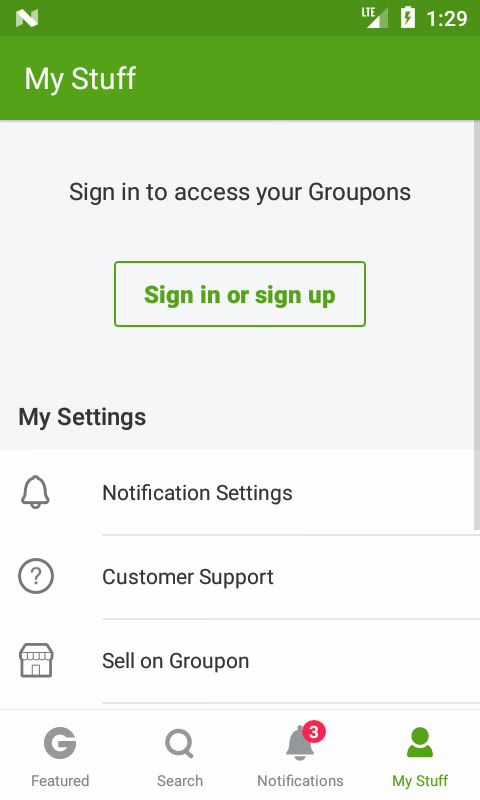 LTE 1:29
My Stuff
Sign in to access your Groupons
Sign in or sign up
My Settings
Notification Settings
? Customer Support
Sell on Groupon
3
Featured Search Notifications My Stuff